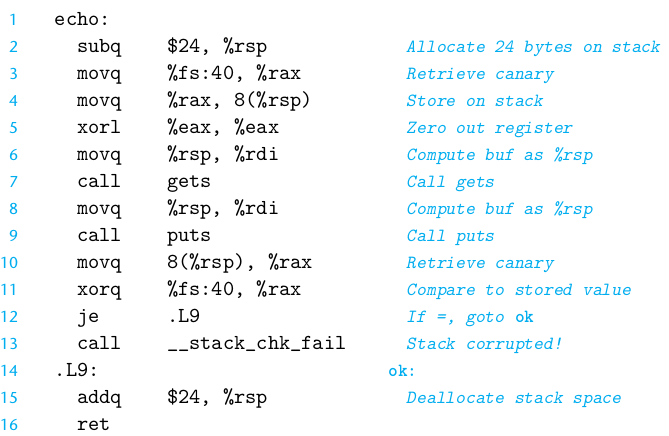 1 echo:
2 subq $24, %rsp Allocate 24 bytes on stack
3 movq %fs:40, %rax Retrieve canary
4 movq %rax, 8(%rsp) Store on stack
5 xorl %eax, %eax Zero out register
6 movq %rsp, %rdi Compute buf as %rsp
7 call gets Call gets
8 movq %rsp, %rdi Compute buf as %rsp
9 call puts Call puts
10 movq 8(%rsp), %rax Retrieve canary
11 xorq %fs:40, %rax Compare to stored value
12 je .L9 If =, goto ok
13 call __stack_chk_fail Stack corrupted!
14 .L9: ok:
15 addq $24, %rsp Deallocate stack space
16 ret